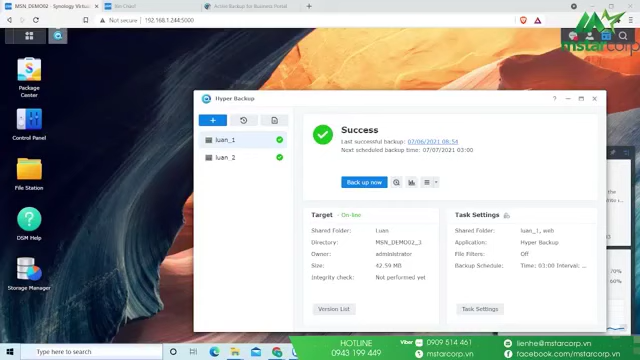 MSN_DEMO02 - Synology Virtual
Active Backup for Business Portal
Not secure
192.168.1.244:5000
mstarcorp
Package Center
Control Panel
File Station
DSM Help
Storage Manager
Hyper Backup
luan_1
luan_2
Success
Last successful backup: 07/06/2021 08:54
Next scheduled backup time: 07/07/2021 03:00
Back up now
Target - On-line
Shared Folder: Luan
Directory: MSN_DEMO02_3
Owner: administrator
Size: 42.59 MB
Integrity check: Not performed yet
Version List
Task Settings
Shared Folder: luan_1, web
Application: Hyper Backup
File Filters: Off
Backup Schedule: Time: 03:00 Interval: ...
Task Settings
70%
60%
Type here to search
HOTLINE
0943 199 449
Viber
0909 514 461
mstarcorp.vn
lienhe@mstarcorp.vn
facebook.com/mstarcorp.vn